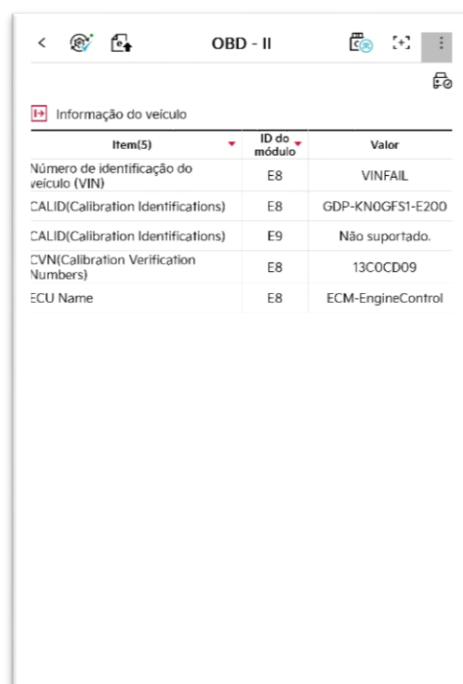 OBD - II
Informação do veículo
Item(5) ID do módulo Valor
Número de identificação do
veículo (VIN) E8 VINFAIL
CALID(Calibration Identifications) E8 GDP-KN0GFS1-E200
CALID(Calibration Identifications) E9 Não suportado.
CVN(Calibration Verification
Numbers) E8 13C0CD09
ECU Name E8 ECM-EngineControl